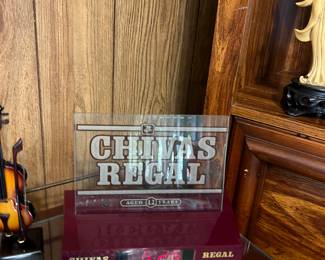 CHIVAS
REGAL
AGED 12 YEARS
CHIVAS REGAL